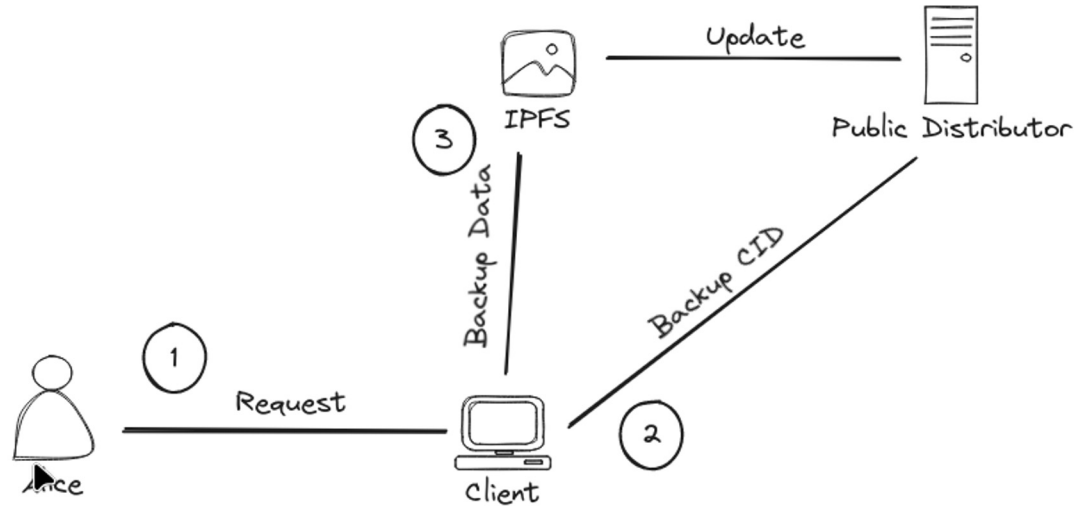 Update
IPFS
Public Distributor
3
Backup Data
Backup CID
1
Request
2
Client